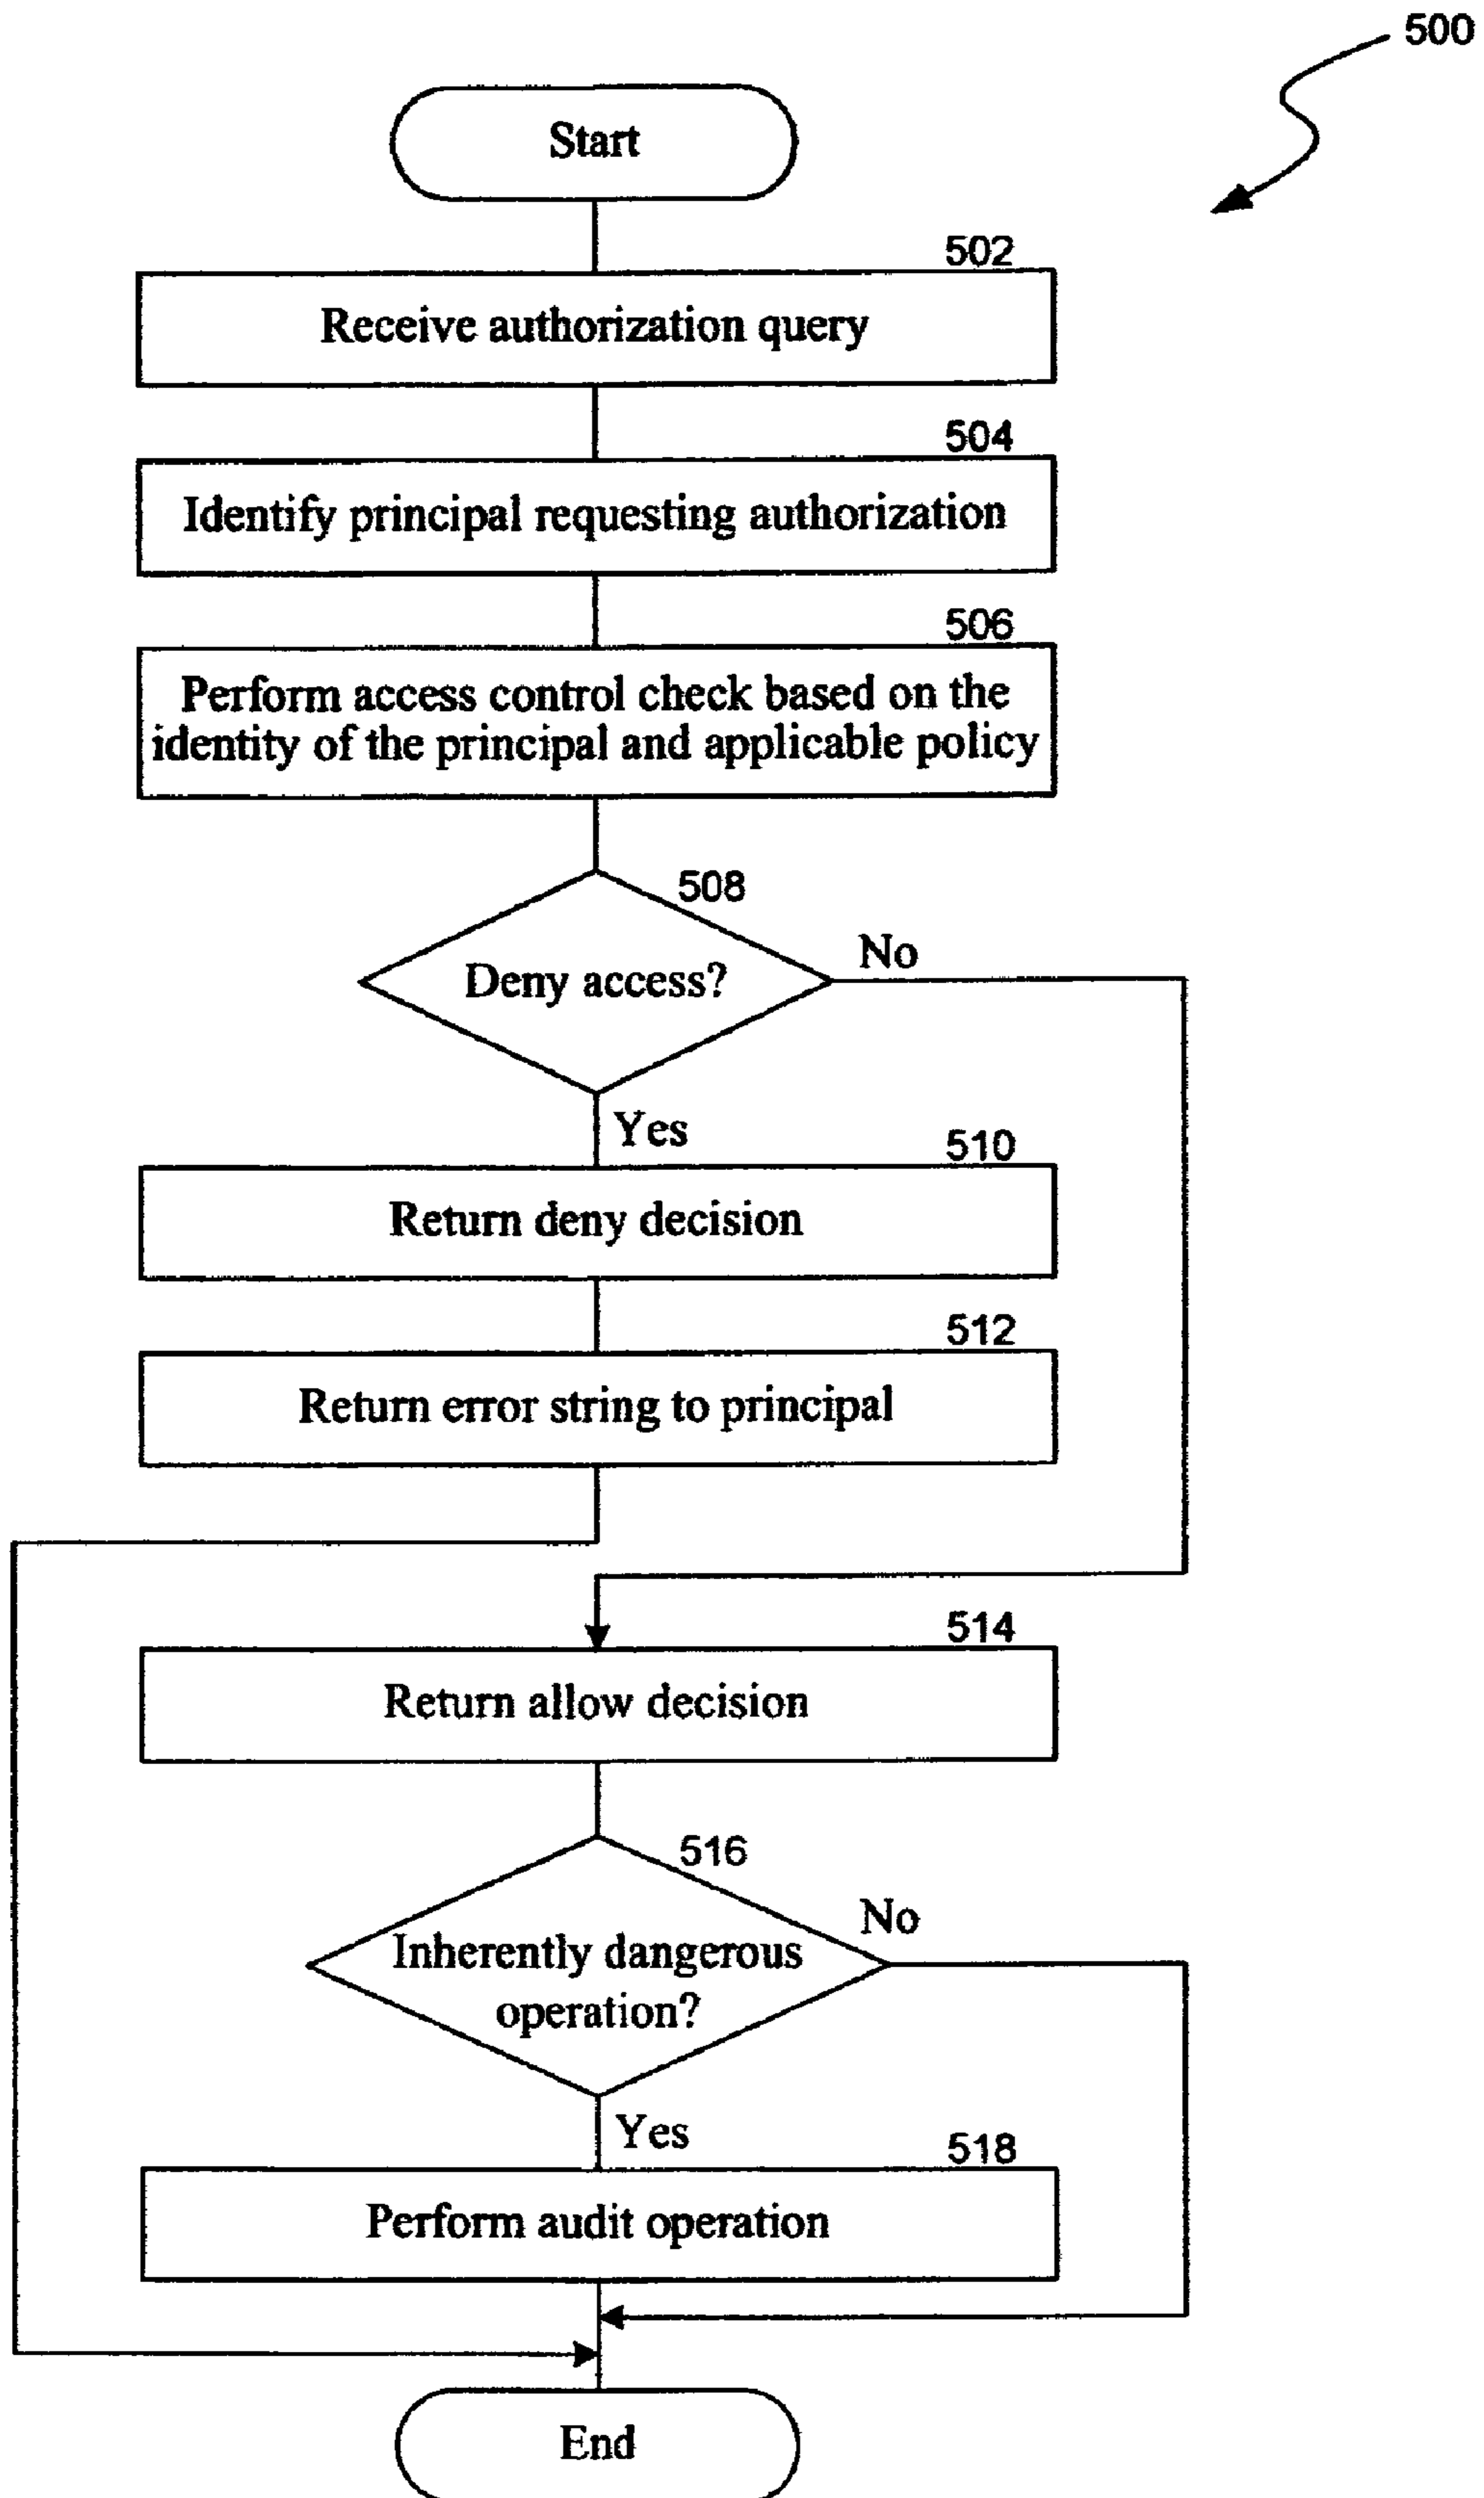 500
Start
502
Receive authorization query
504
Identify principal requesting authorization
506
Perform access control check based on the
identity of the principal and applicable policy
508
Deny access?
No
Yes
510
Return deny decision
512
Return error string to principal
514
Return allow decision
516
No
Inherently dangerous
operation?
Yes
518
Perform audit operation
End